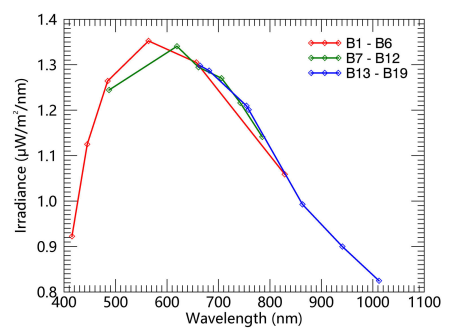 1.4
1.3
1.2
1.1
1.0
0.9
0.8
Irradiance (μW/m²/nm)
B1 - B6
B7 - B12
B13 - B19
400 500 600 700 800 900 1000 1100
Wavelength (nm)